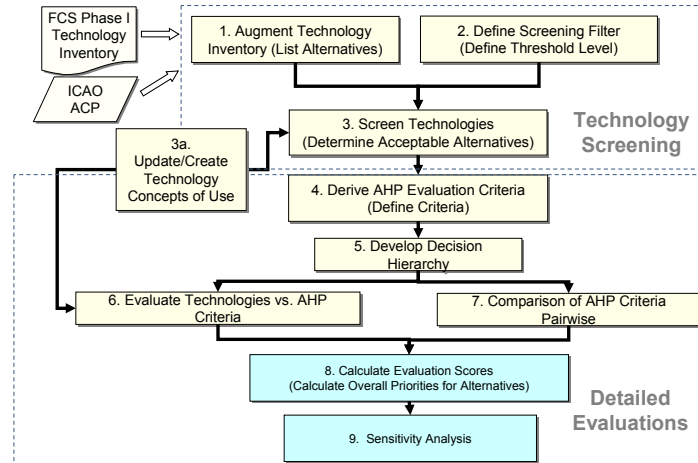 FCS Phase I
Technology
Inventory
ICAO
ACP
1. Augment Technology
Inventory (List Alternatives)
2. Define Screening Filter
(Define Threshold Level)
3. Screen Technologies
(Determine Acceptable Alternatives)
Technology
Screening
3a.
Update/Create
Technology
Concepts of Use
4. Derive AHP Evaluation Criteria
(Define Criteria)
5. Develop Decision
Hierarchy
6. Evaluate Technologies vs. AHP
Criteria
7. Comparison of AHP Criteria
Pairwise
8. Calculate Evaluation Scores
(Calculate Overall Priorities for Alternatives)
Detailed
Evaluations
9. Sensitivity Analysis